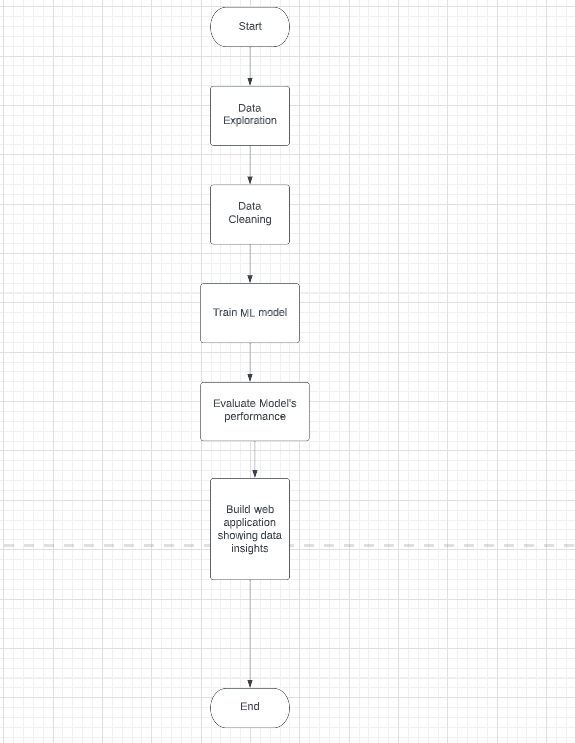 Start
Data
Exploration
Data
Cleaning
Train ML model
Evaluate Model's
performance
Build web
application
showing data
insights
End